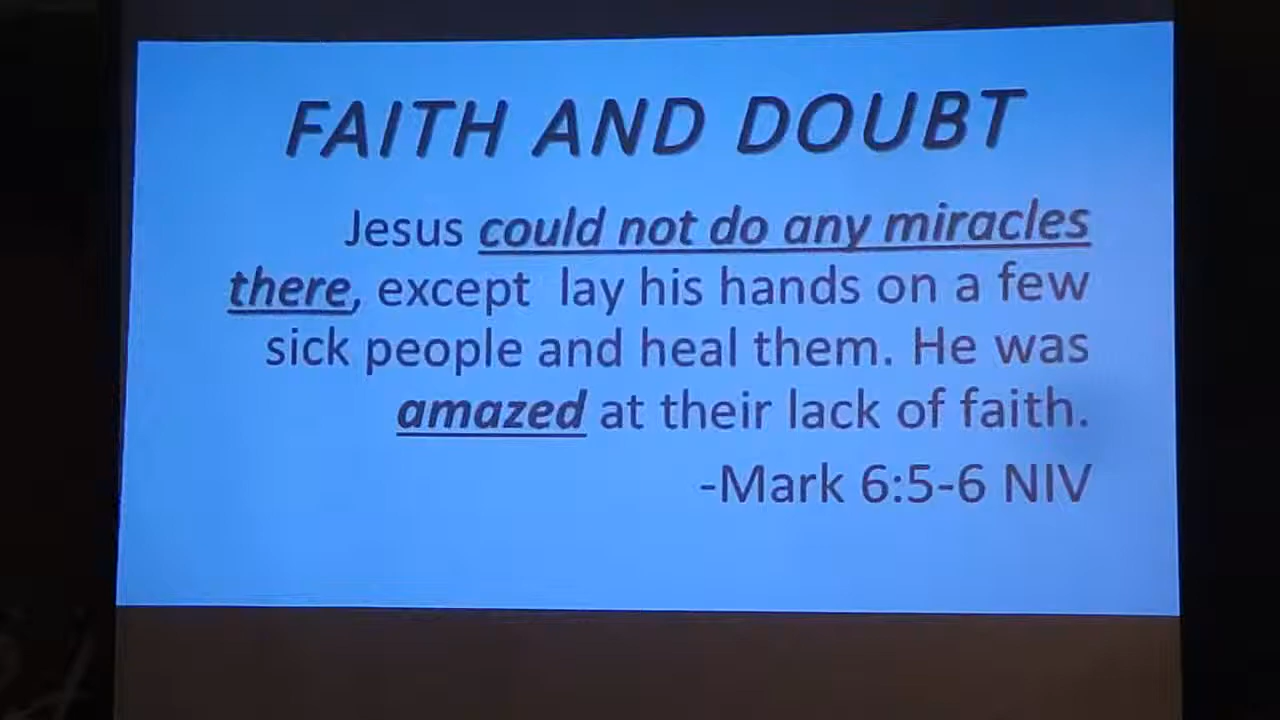 FAITH AND DOUBT
Jesus could not do any miracles
there, except lay his hands on a few
sick people and heal them. He was
amazed at their lack of faith.
-Mark 6:5-6 NIV